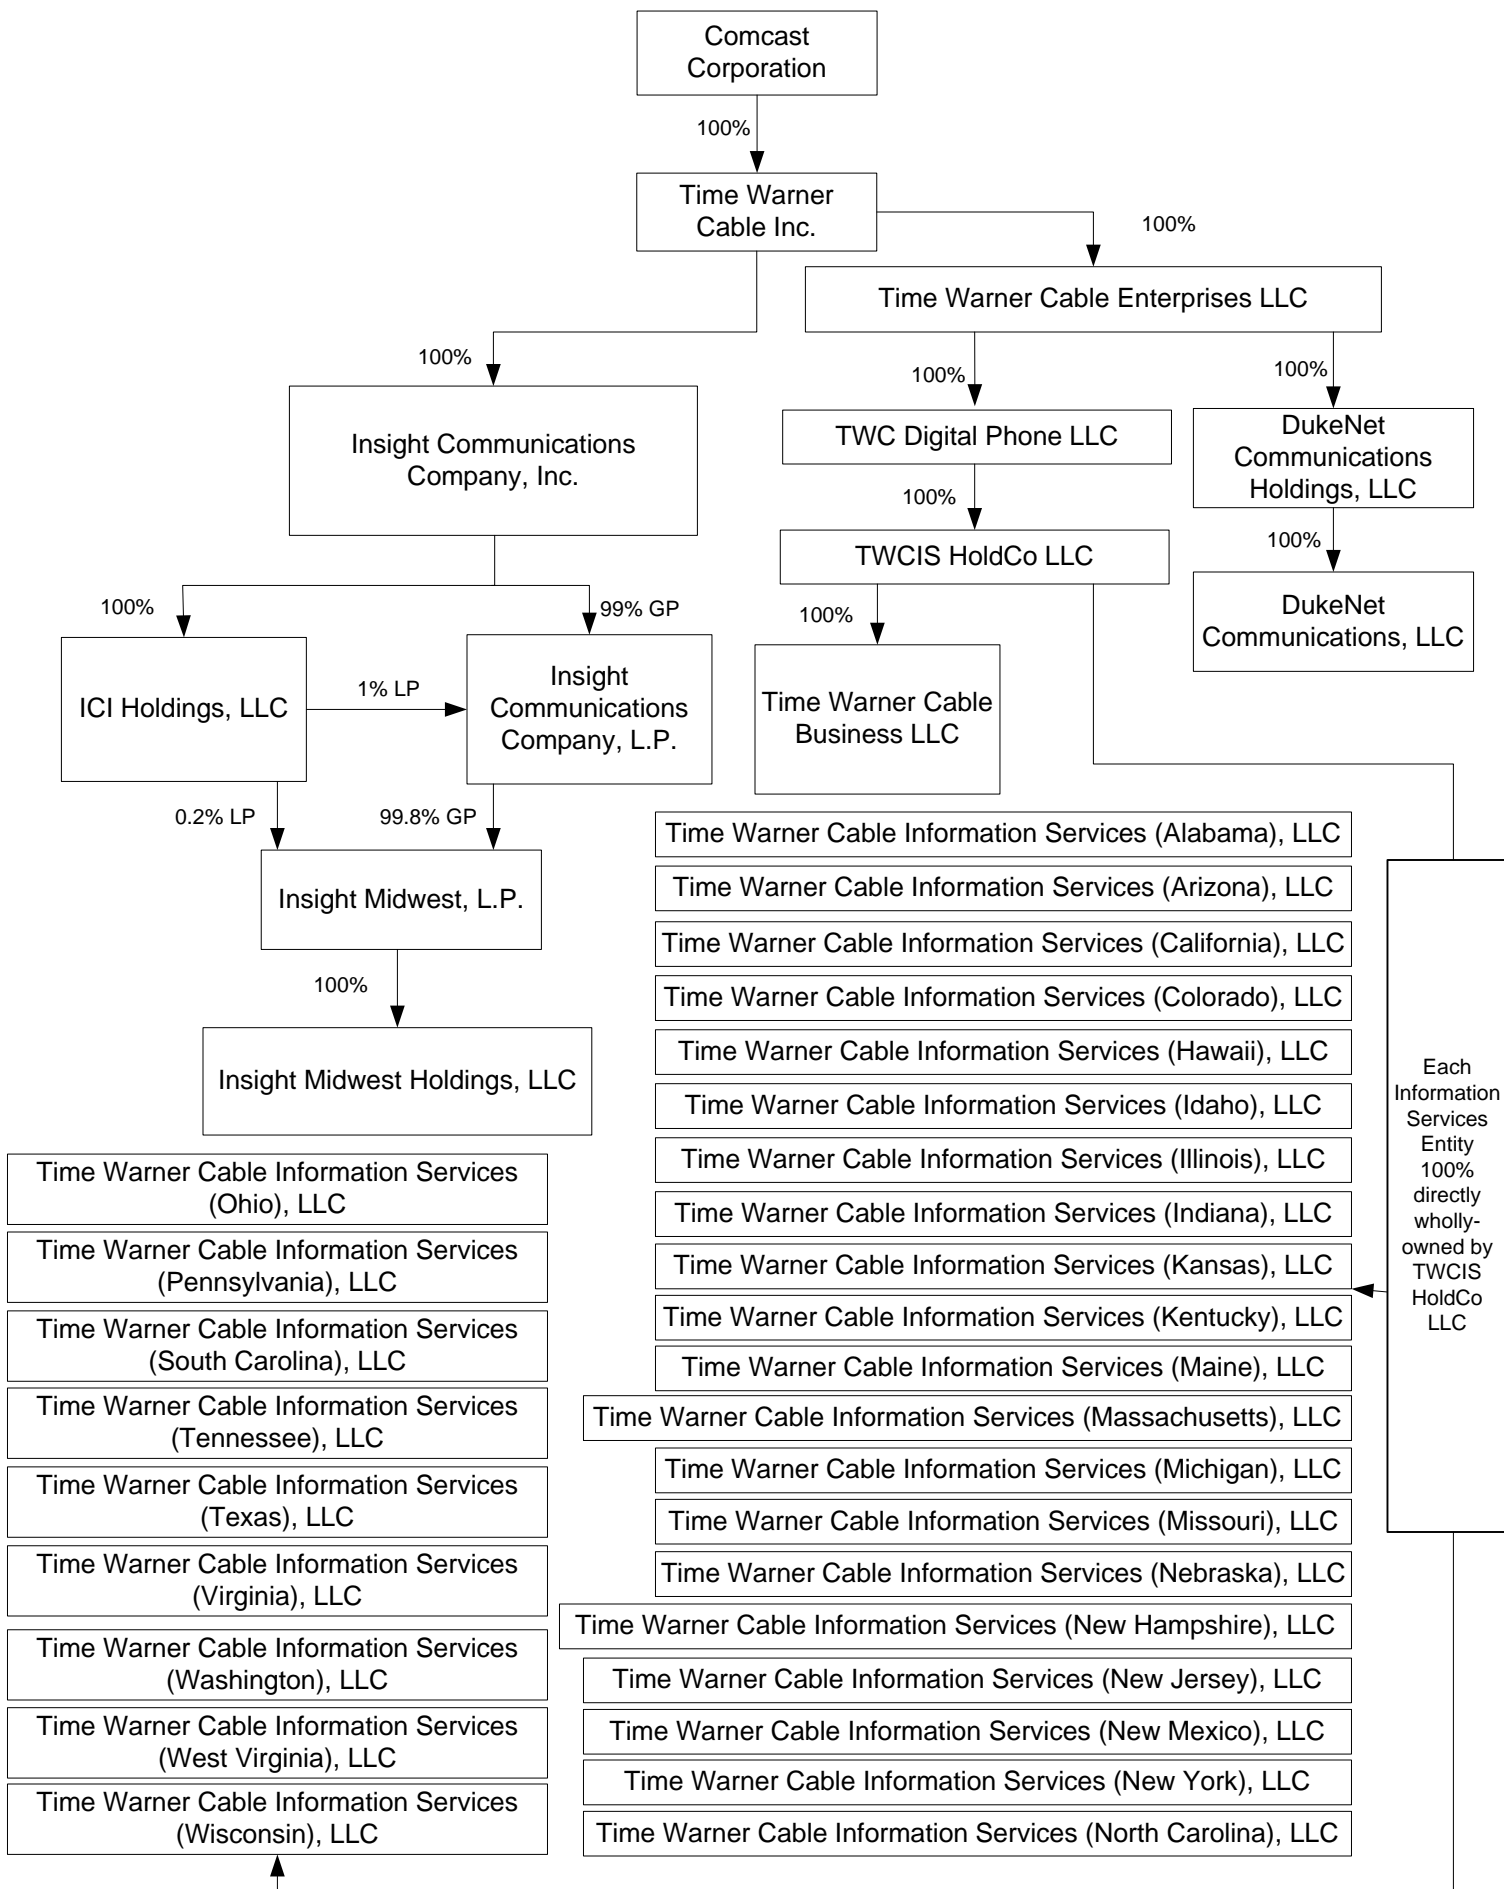 Comcast
Corporation
100%
Time Warner
Cable Inc.
100%
Time Warner Cable Enterprises LLC
100%
100%
100%
Insight Communications
Company, Inc.
TWC Digital Phone LLC
DukeNet
Communications
Holdings, LLC
100%
TWCIS HoldCo LLC
100%
DukeNet
Communications, LLC
100%
99% GP
100%
ICI Holdings, LLC
1% LP
Insight
Communications
Company, L.P.
Time Warner Cable
Business LLC
0.2% LP
99.8% GP
Insight Midwest, L.P.
100%
Insight Midwest Holdings, LLC
Time Warner Cable Information Services (Alabama), LLC
Time Warner Cable Information Services (Arizona), LLC
Time Warner Cable Information Services (California), LLC
Time Warner Cable Information Services (Colorado), LLC
Time Warner Cable Information Services (Hawaii), LLC
Time Warner Cable Information Services (Idaho), LLC
Time Warner Cable Information Services (Illinois), LLC
Time Warner Cable Information Services (Indiana), LLC
Time Warner Cable Information Services (Kansas), LLC
Time Warner Cable Information Services (Kentucky), LLC
Time Warner Cable Information Services (Maine), LLC
Time Warner Cable Information Services (Massachusetts), LLC
Time Warner Cable Information Services (Michigan), LLC
Time Warner Cable Information Services (Missouri), LLC
Time Warner Cable Information Services (Nebraska), LLC
Time Warner Cable Information Services (New Hampshire), LLC
Time Warner Cable Information Services (New Jersey), LLC
Time Warner Cable Information Services (New Mexico), LLC
Time Warner Cable Information Services (New York), LLC
Time Warner Cable Information Services (North Carolina), LLC
Each
Information
Services
Entity
100%
directly
wholly-
owned by
TWCIS
HoldCo
LLC
Time Warner Cable Information Services
(Ohio), LLC
Time Warner Cable Information Services
(Pennsylvania), LLC
Time Warner Cable Information Services
(South Carolina), LLC
Time Warner Cable Information Services
(Tennessee), LLC
Time Warner Cable Information Services
(Texas), LLC
Time Warner Cable Information Services
(Virginia), LLC
Time Warner Cable Information Services
(Washington), LLC
Time Warner Cable Information Services
(West Virginia), LLC
Time Warner Cable Information Services
(Wisconsin), LLC